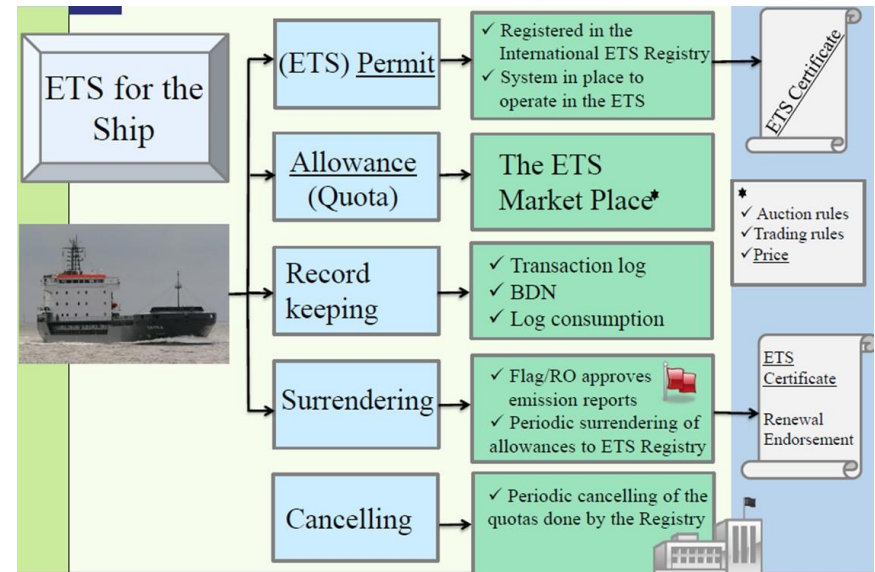 ETS for the
Ship
(ETS) Permit
✓ Registered in the
International ETS Registry
✓ System in place to
operate in the ETS
ETS Certificate
Allowance
(Quota)
The ETS
Market Place*
*
✓ Auction rules
✓ Trading rules
✓ Price
Record
keeping
✓ Transaction log
✓ BDN
✓ Log consumption
Surrendering
✓ Flag/RO approves
emission reports
✓ Periodic surrendering of
allowances to ETS Registry
ETS
Certificate
Renewal
Endorsement
Cancelling
✓ Periodic cancelling of the
quotas done by the Registry